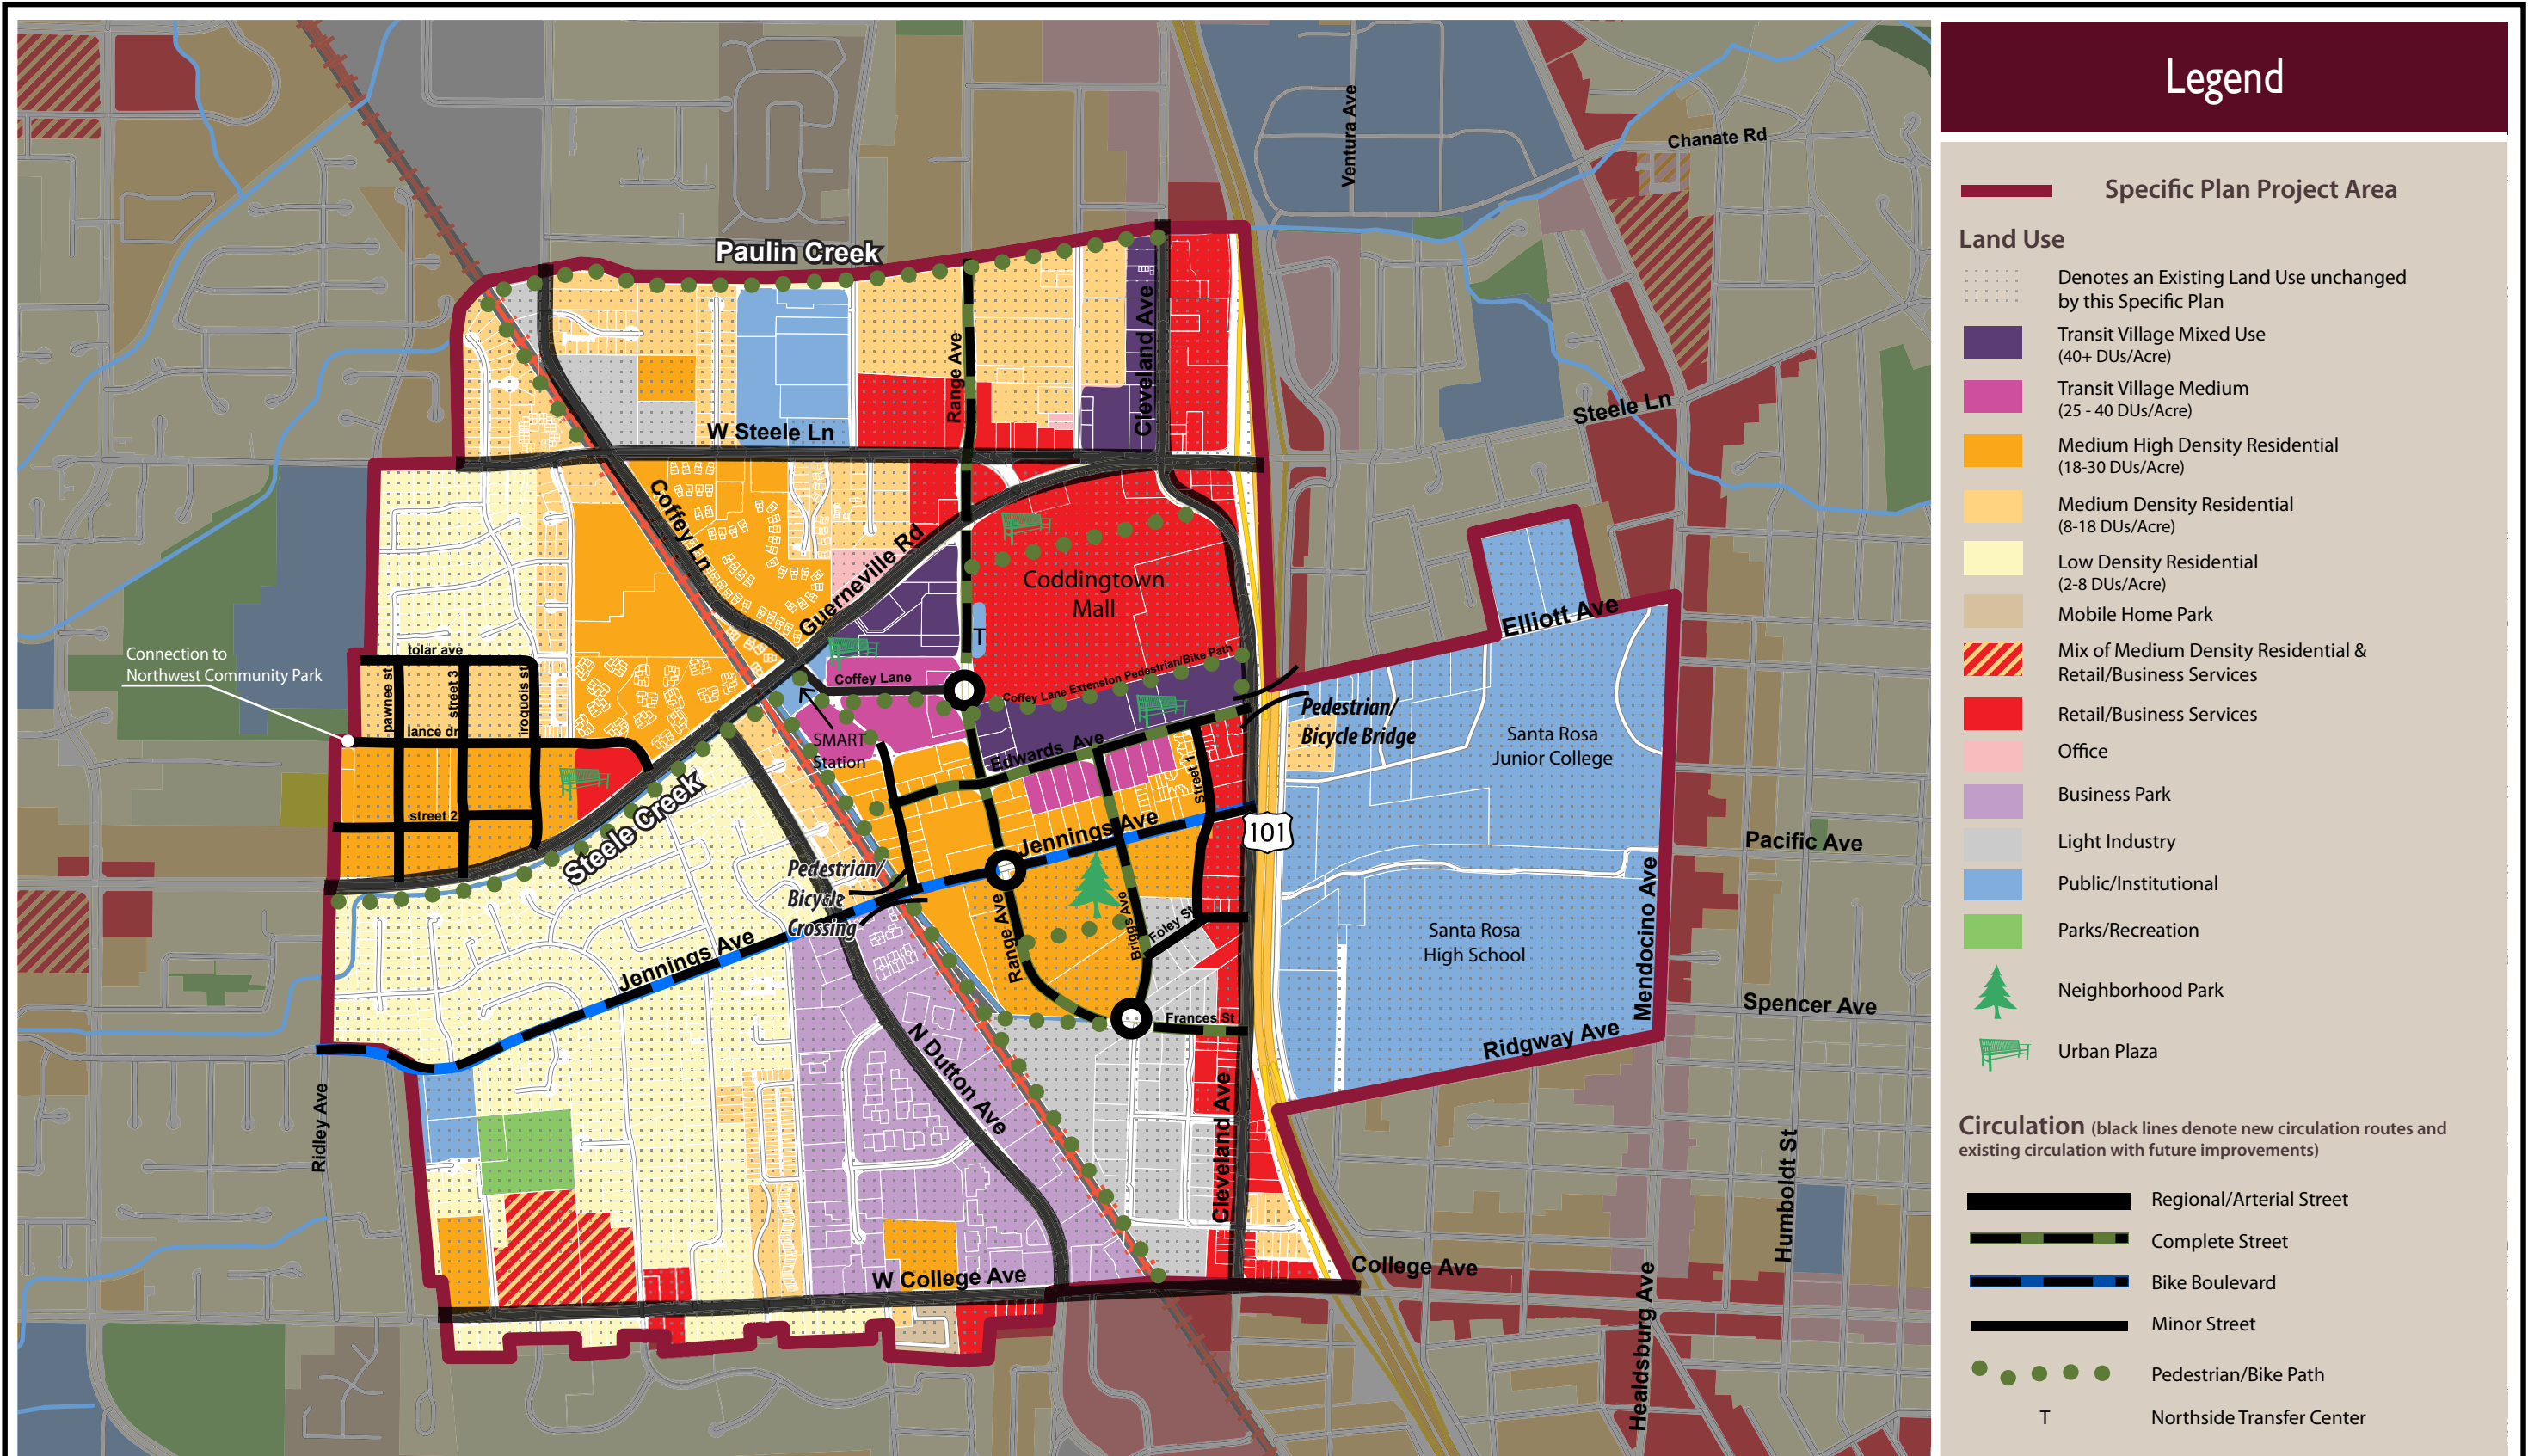 Ventura Ave
Chanate Rd
Paulin Creek
Range Ave
Cleveland Ave
W Steele Ln
Steele Ln
Coffey Ln
Guerneville Rd
Coddingtown
Mall
T
Elliott Ave
Connection to
Northwest Community Park
tolar ave
pawnee st
street 3
iroquois st
lance dr
street 2
Coffey Lane
Coffey Lane Extension Pedestrian/Bike Path
SMART
Station
Edwards Ave
Street 1
Pedestrian/
Bicycle Bridge
Santa Rosa
Junior College
Steele Creek
Jennings Ave
101
Pacific Ave
Pedestrian/
Bicycle
Crossing
Range Ave
Briggs Ave
Foley St
Santa Rosa
High School
Mendocino Ave
Jennings Ave
Frances St
Spencer Ave
Ridgway Ave
N Dutton Ave
Ridley Ave
Cleveland Ave
Humboldt St
W College Ave
College Ave
Healdsburg Ave
Legend
Specific Plan Project Area
Land Use
Denotes an Existing Land Use unchanged
by this Specific Plan
Transit Village Mixed Use
(40+ DUs/Acre)
Transit Village Medium
(25 - 40 DUs/Acre)
Medium High Density Residential
(18-30 DUs/Acre)
Medium Density Residential
(8-18 DUs/Acre)
Low Density Residential
(2-8 DUs/Acre)
Mobile Home Park
Mix of Medium Density Residential &
Retail/Business Services
Retail/Business Services
Office
Business Park
Light Industry
Public/Institutional
Parks/Recreation
Neighborhood Park
Urban Plaza
Circulation (black lines denote new circulation routes and
existing circulation with future improvements)
Regional/Arterial Street
Complete Street
Bike Boulevard
Minor Street
Pedestrian/Bike Path
T Northside Transfer Center